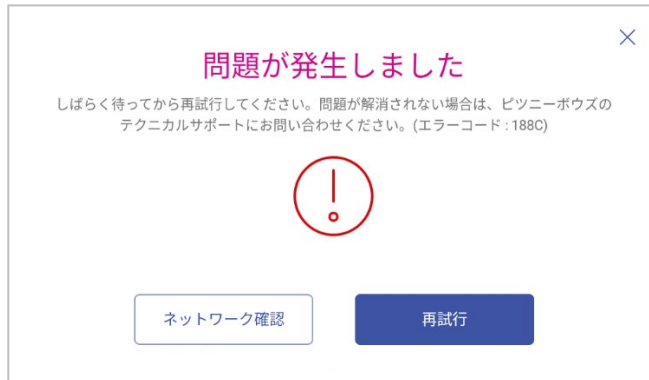 問題が発生しました
しばらく待ってから再試行してください。問題が解消されない場合は、ピツニーボウズの
テクニカルサポートにお問い合わせください。(エラーコード : 188C)
ネットワーク確認
再試行